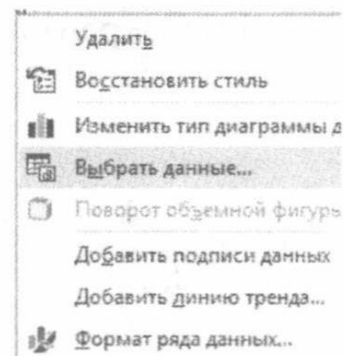 Удалить
Восстановить стиль
Изменить тип диаграммы д
Выбрать данные...
Поворот объемной фигуры
Добавить подписи данных
Добавить линию тренда...
Формат ряда данных...